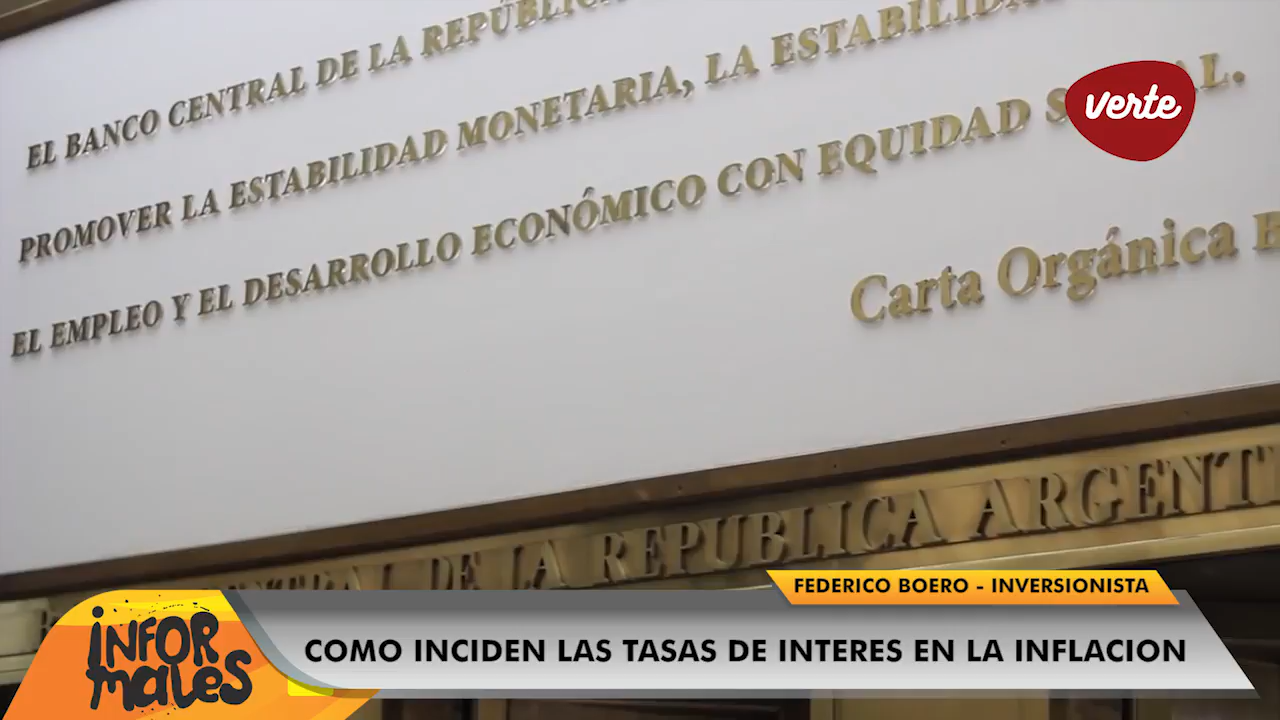 EL BANCO CENTRAL DE LA REPÚBLICA
PROMOVER LA ESTABILIDAD MONETARIA, LA ESTABILIDAD
EL EMPLEO Y EL DESARROLLO ECONÓMICO CON EQUIDAD
Carta Orgánica
verte
DE LA REPUBLICA ARGENT
FEDERICO BOERO - INVERSIONISTA
COMO INCIDEN LAS TASAS DE INTERES EN LA INFLACION
iNFOR
maLes